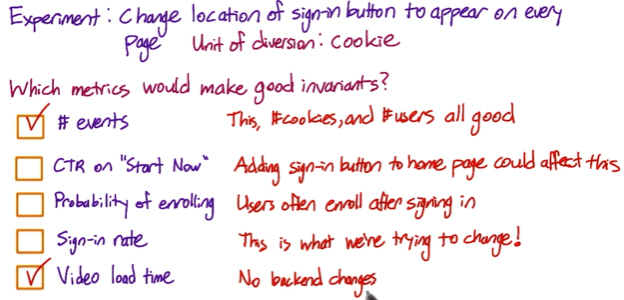 Experiment: Change location of sign-in button to appear on every
page Unit of diversion: cookie
Which metrics would make good invariants?
# events This, #cookies, and #users all good
CTR on "Start Now" Adding sign-in button to home page could affect this
Probability of enrolling Users often enroll after signing in
Sign-in rate This is what we're trying to change!
Video load time No backend changes